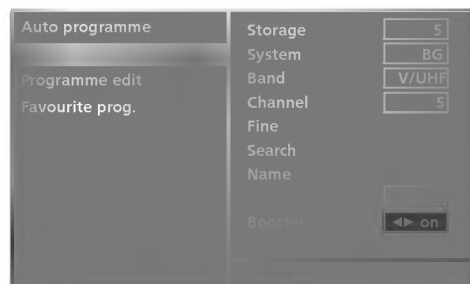 Auto programme
Programme edit
Favourite prog.
Storage 5
System BG
Band V/UHF
Channel 5
Fine
Search
Name
Booster ◀▶ on